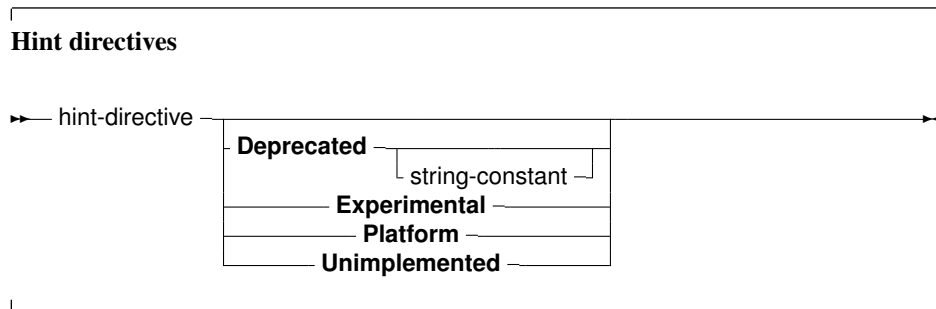 Hint directives
hint-directive
Deprecated
string-constant
Experimental
Platform
Unimplemented